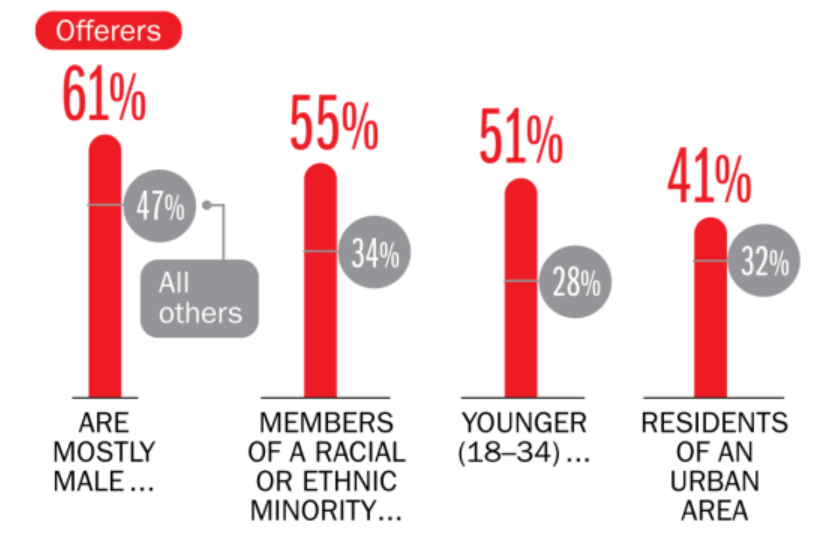 Offerers
61%
55%
51%
41%
47%
34%
28%
32%
All
others
ARE
MOSTLY
MALE...
MEMBERS
OF A RACIAL
OR ETHNIC
MINORITY...
YOUNGER
(18–34)...
RESIDENTS
OF AN
URBAN
AREA